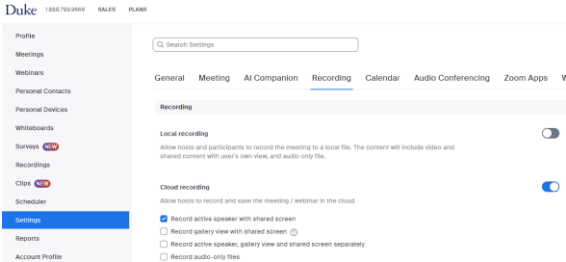 Duke 1.888.799.9666 SALES PLANS
Profile
Meetings
Webinars
Personal Contacts
Personal Devices
Whiteboards
Surveys NEW
Recordings
Clips NEW
Scheduler
Settings
Reports
Account Profile
Search Settings
General Meeting AI Companion Recording Calendar Audio Conferencing Zoom Apps
Recording
Local recording
Allow hosts and participants to record the meeting to a local file. The content will include video and
shared content with user's own view, and audio only file.
Cloud recording
Allow hosts to record and save the meeting / webinar in the cloud
Record active speaker with shared screen
Record gallery view with shared screen
Record active speaker, gallery view and shared screen separately
Record audio-only files